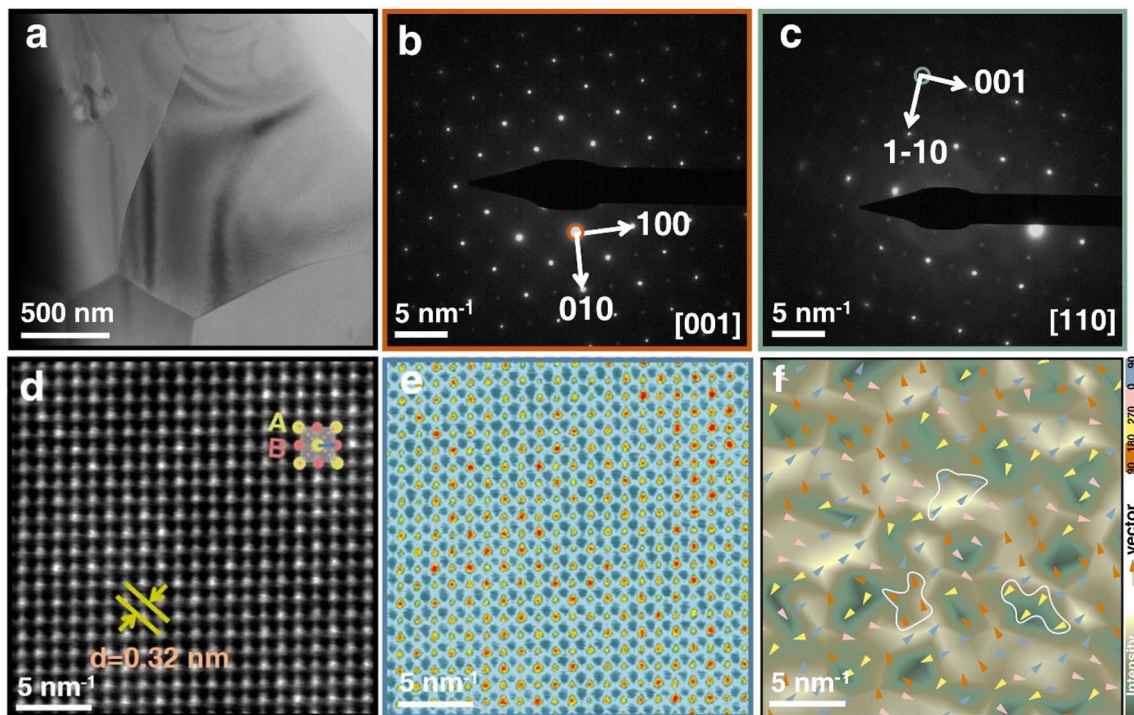 a
500 nm
b
100
010
5 nm⁻¹
[001]
c
001
1-10
5 nm⁻¹
[110]
d
A
B
d=0.32 nm
5 nm⁻¹
e
5 nm⁻¹
f
5 nm⁻¹
90 180 270 0 90
vector
Intensity